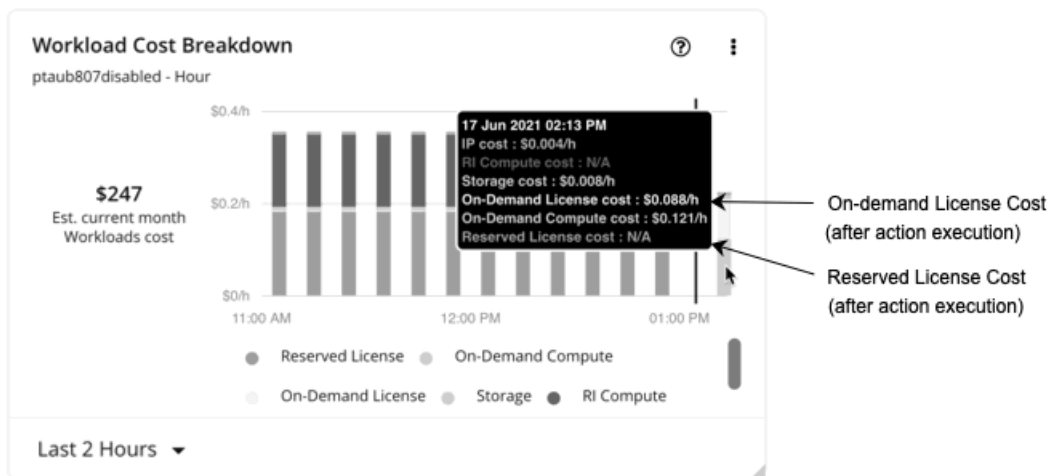 Workload Cost Breakdown
ptaub807disabled - Hour
$0.4/h
17 Jun 2021 02:13 PM
IP cost : $0.004/h
RI Compute cost : N/A
Storage cost : $0.008/h
On-Demand License cost : $0.088/h
On-Demand Compute cost : $0.121/h
Reserved License cost : N/A
$247
Est. current month
Workloads cost
$0.2/h
$0/h
11:00 AM 12:00 PM 01:00 PM
On-demand License Cost
(after action execution)
Reserved License Cost
(after action execution)
Reserved License On-Demand Compute
On-Demand License Storage RI Compute
Last 2 Hours